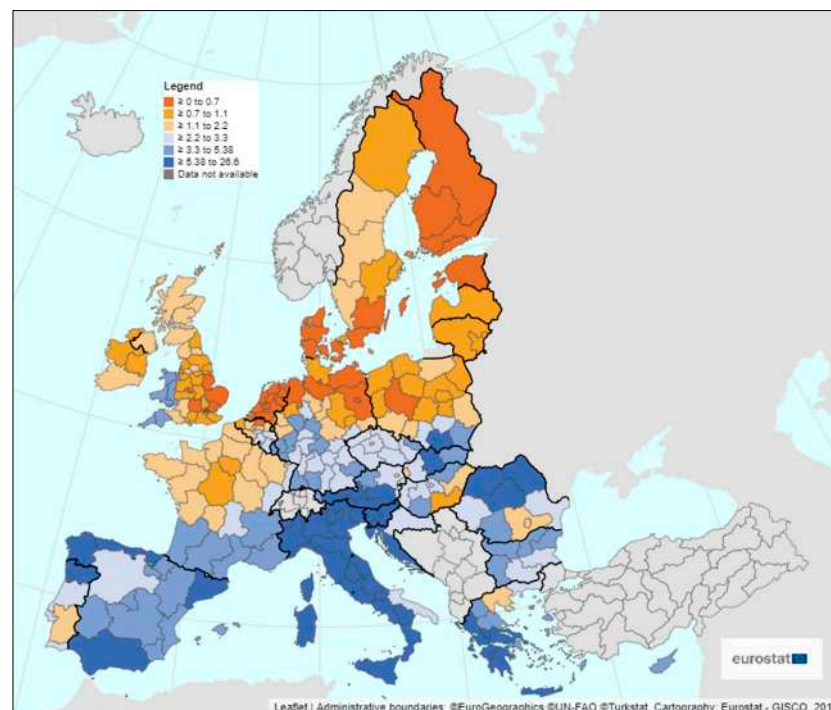 Legend
≥ 0 to 0.7
≥ 0.7 to 1.1
≥ 1.1 to 2.2
≥ 2.2 to 3.3
≥ 3.3 to 5.38
≥ 5.38 to 26.6
Data not available
eurostat
Leaflet | Administrative boundaries: ©EuroGeographics ©UN-FAO ©Turkstat, Cartography: Eurostat - GISCO, 201